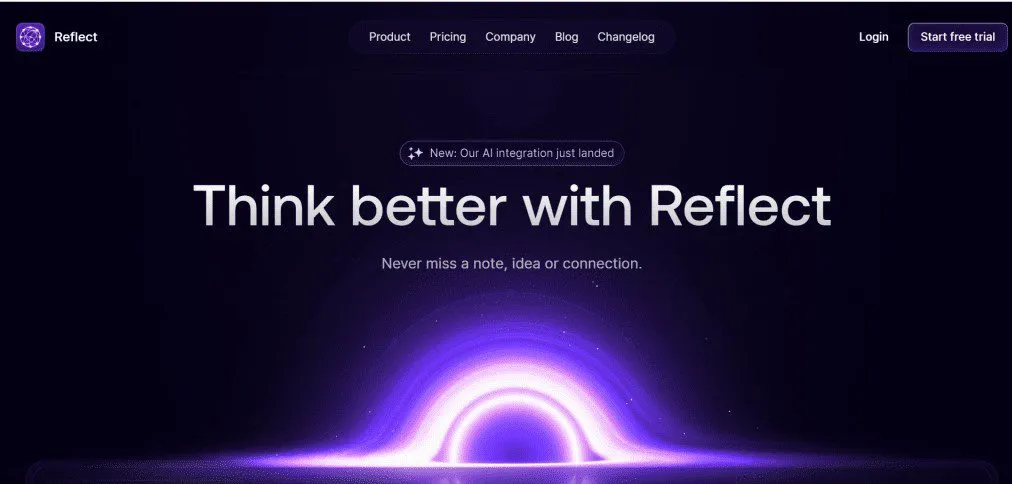 Reflect
Product Pricing Company Blog Changelog
Login
Start free trial
New: Our AI integration just landed
Think better with Reflect
Never miss a note, idea or connection.